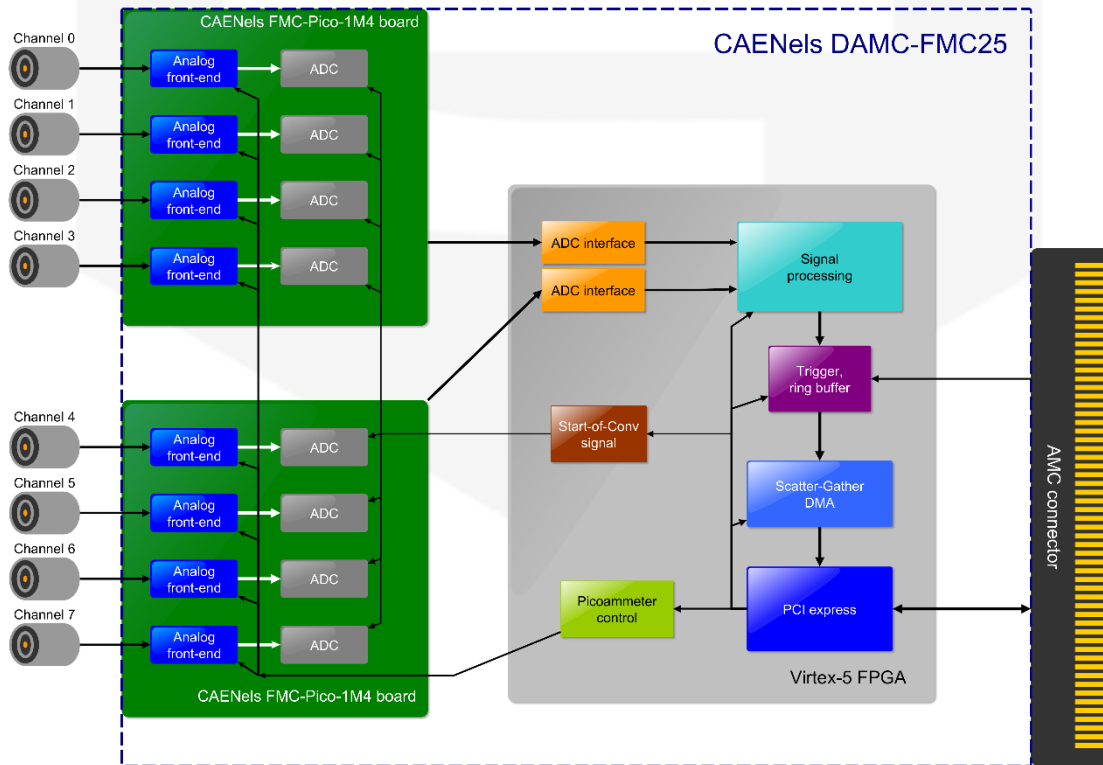 CAENels FMC-Pico-1M4 board
CAENels DAMC-FMC25
Channel 0
Analog
front-end
ADC
Channel 1
Analog
front-end
ADC
Channel 2
Analog
front-end
ADC
Channel 3
Analog
front-end
ADC
ADC interface
ADC interface
Signal
processing
Trigger,
ring buffer
Start-of-Conv
signal
Scatter-Gather
DMA
Picoammeter
control
PCI express
Virtex-5 FPGA
AMC connector
Channel 4
Analog
front-end
ADC
Channel 5
Analog
front-end
ADC
Channel 6
Analog
front-end
ADC
Channel 7
Analog
front-end
ADC
CAENels FMC-Pico-1M4 board